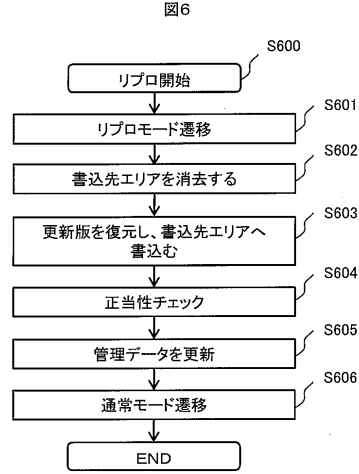 図6
S600
リプロ開始
S601
リプロモード遷移
S602
書込先エリアを消去する
S603
更新版を復元し、書込先エリアへ
書込む
S604
正当性チェック
S605
管理データを更新
S606
通常モード遷移
END